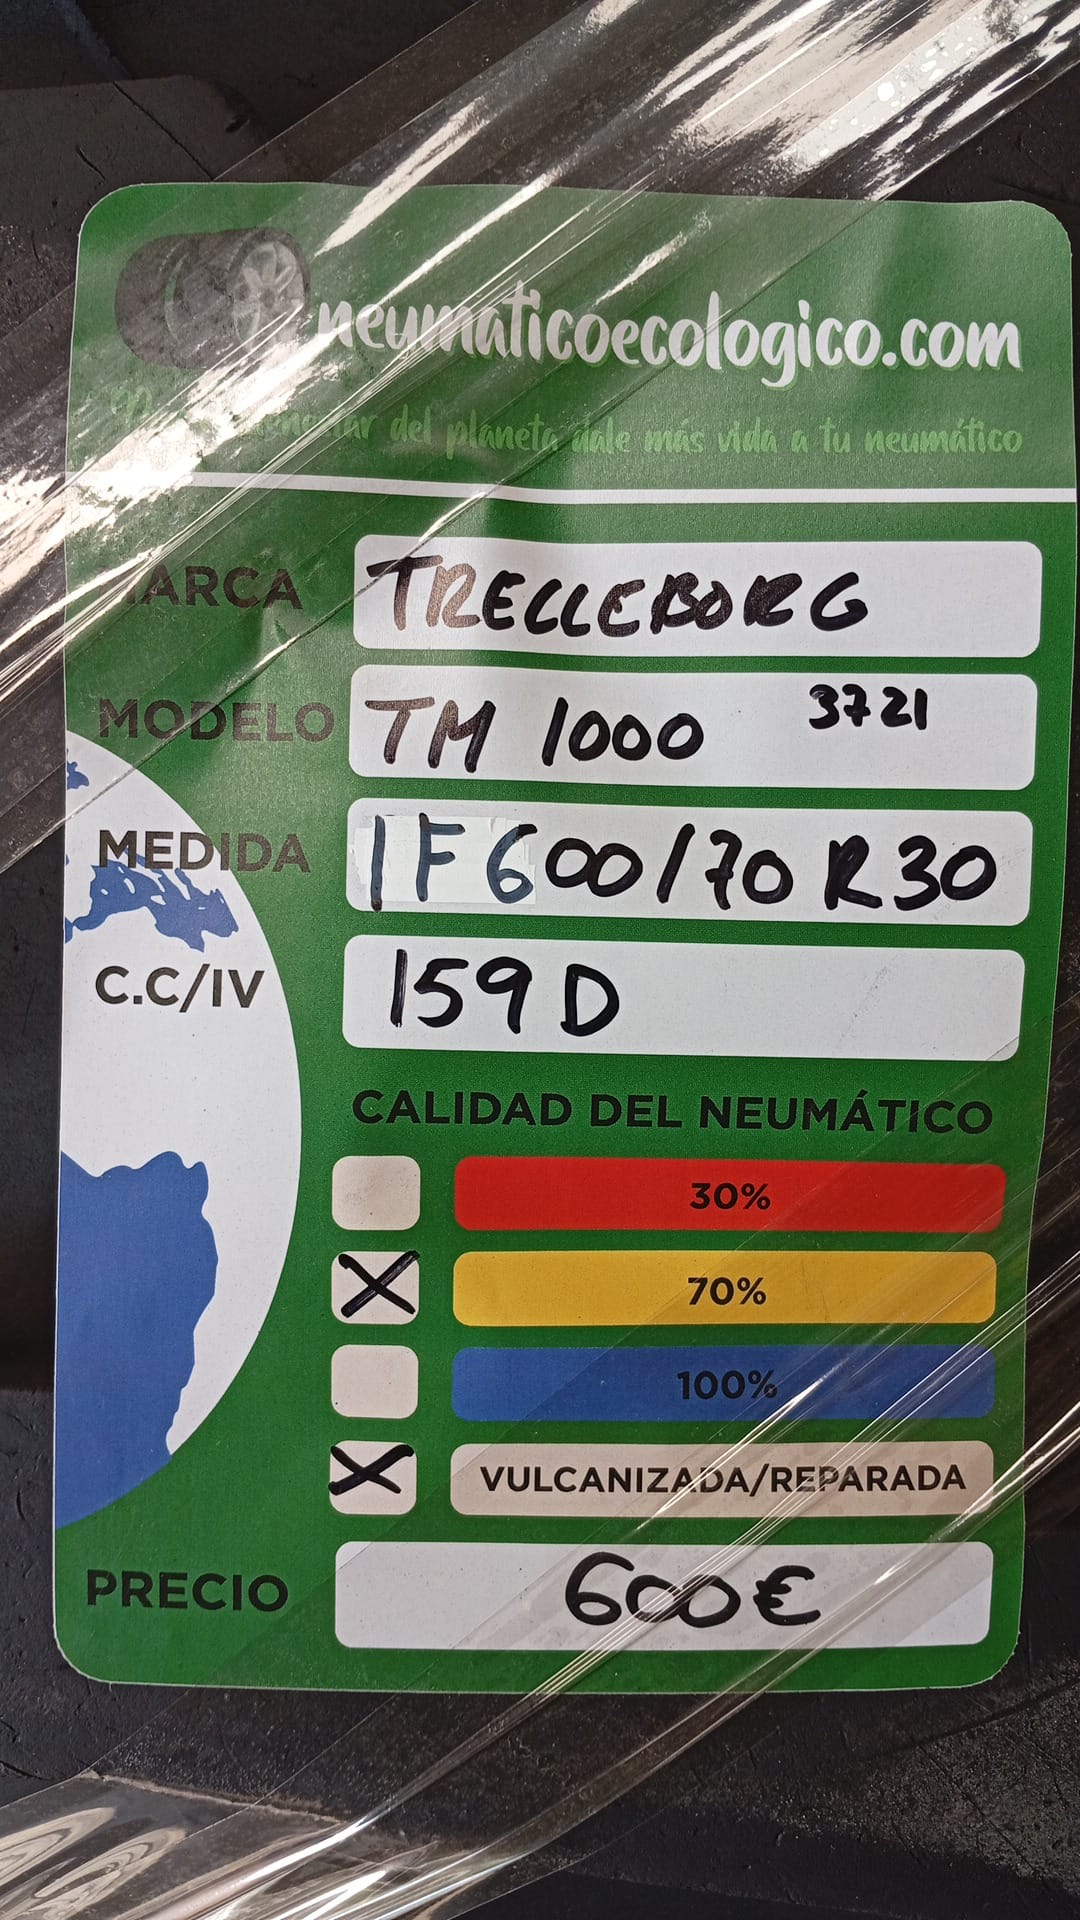 neumaticoecologico.com
del planeta dale más vida a tu neumático
MARCA TRELLEBORG
MODELO TM 1000 3721
MEDIDA IF 600/70 R30
C.C/IV 159 D
CALIDAD DEL NEUMÁTICO
30%
70%
100%
VULCANIZADA/REPARADA
PRECIO 600€